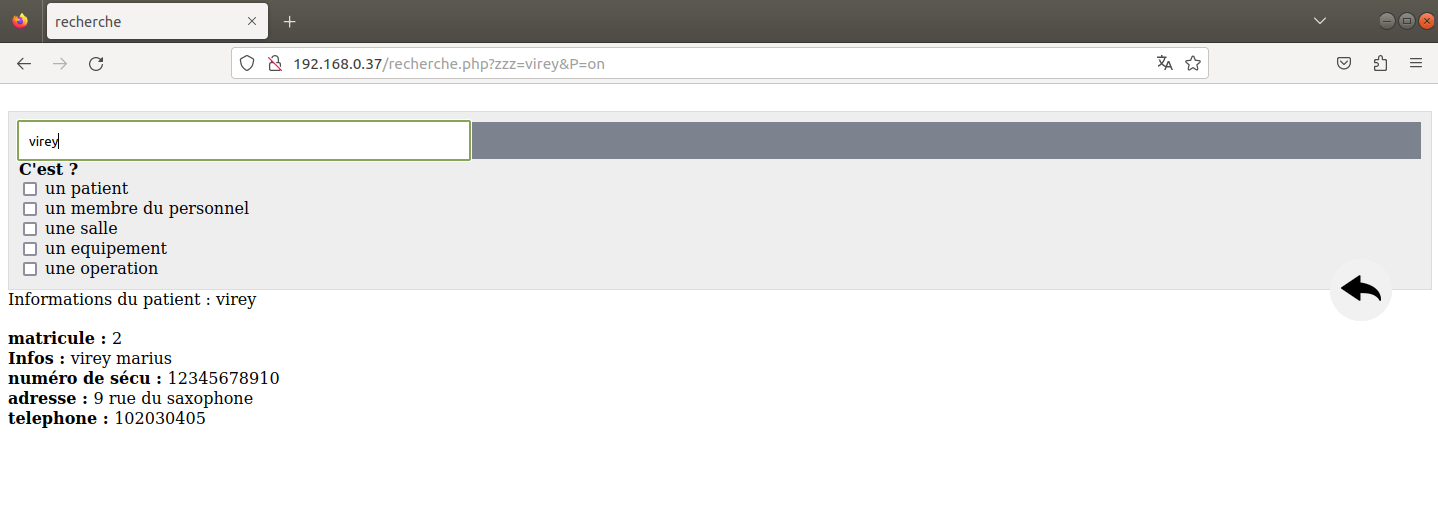 recherche
192.168.0.37/recherche.php?zzz=virey&P=on
virey
C'est ?
un patient
un membre du personnel
une salle
un equipement
une operation
Informations du patient : virey
matricule : 2
Infos : virey marius
numéro de sécu : 12345678910
adresse : 9 rue du saxophone
telephone : 102030405